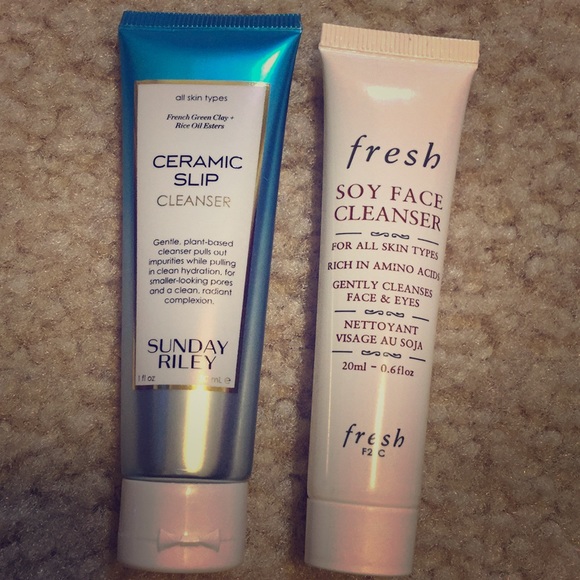 all skin types
French Green Clay +
Rice Oil Esters
CERAMIC
SLIP
CLEANSER
Gentle, plant-based
cleanser pulls out
impurities while pulling
in clean hydration, for
smaller-looking pores
and a clean, radiant
complexion.
SUNDAY
RILEY
1 fl oz mL e
fresh
SOY FACE
CLEANSER
FOR ALL SKIN TYPES
RICH IN AMINO ACIDS
GENTLY CLEANSES
FACE & EYES
NETTOYANT
VISAGE AU SOJA
20ml - 0.6floz
fresh